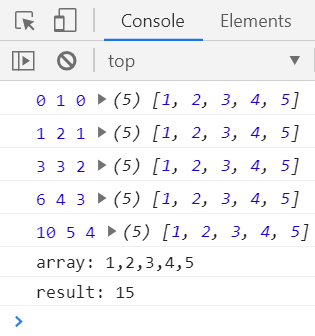 Console Elements
top
0 1 0 (5) [1, 2, 3, 4, 5]
1 2 1 (5) [1, 2, 3, 4, 5]
3 3 2 (5) [1, 2, 3, 4, 5]
6 4 3 (5) [1, 2, 3, 4, 5]
10 5 4 (5) [1, 2, 3, 4, 5]
array: 1,2,3,4,5
result: 15